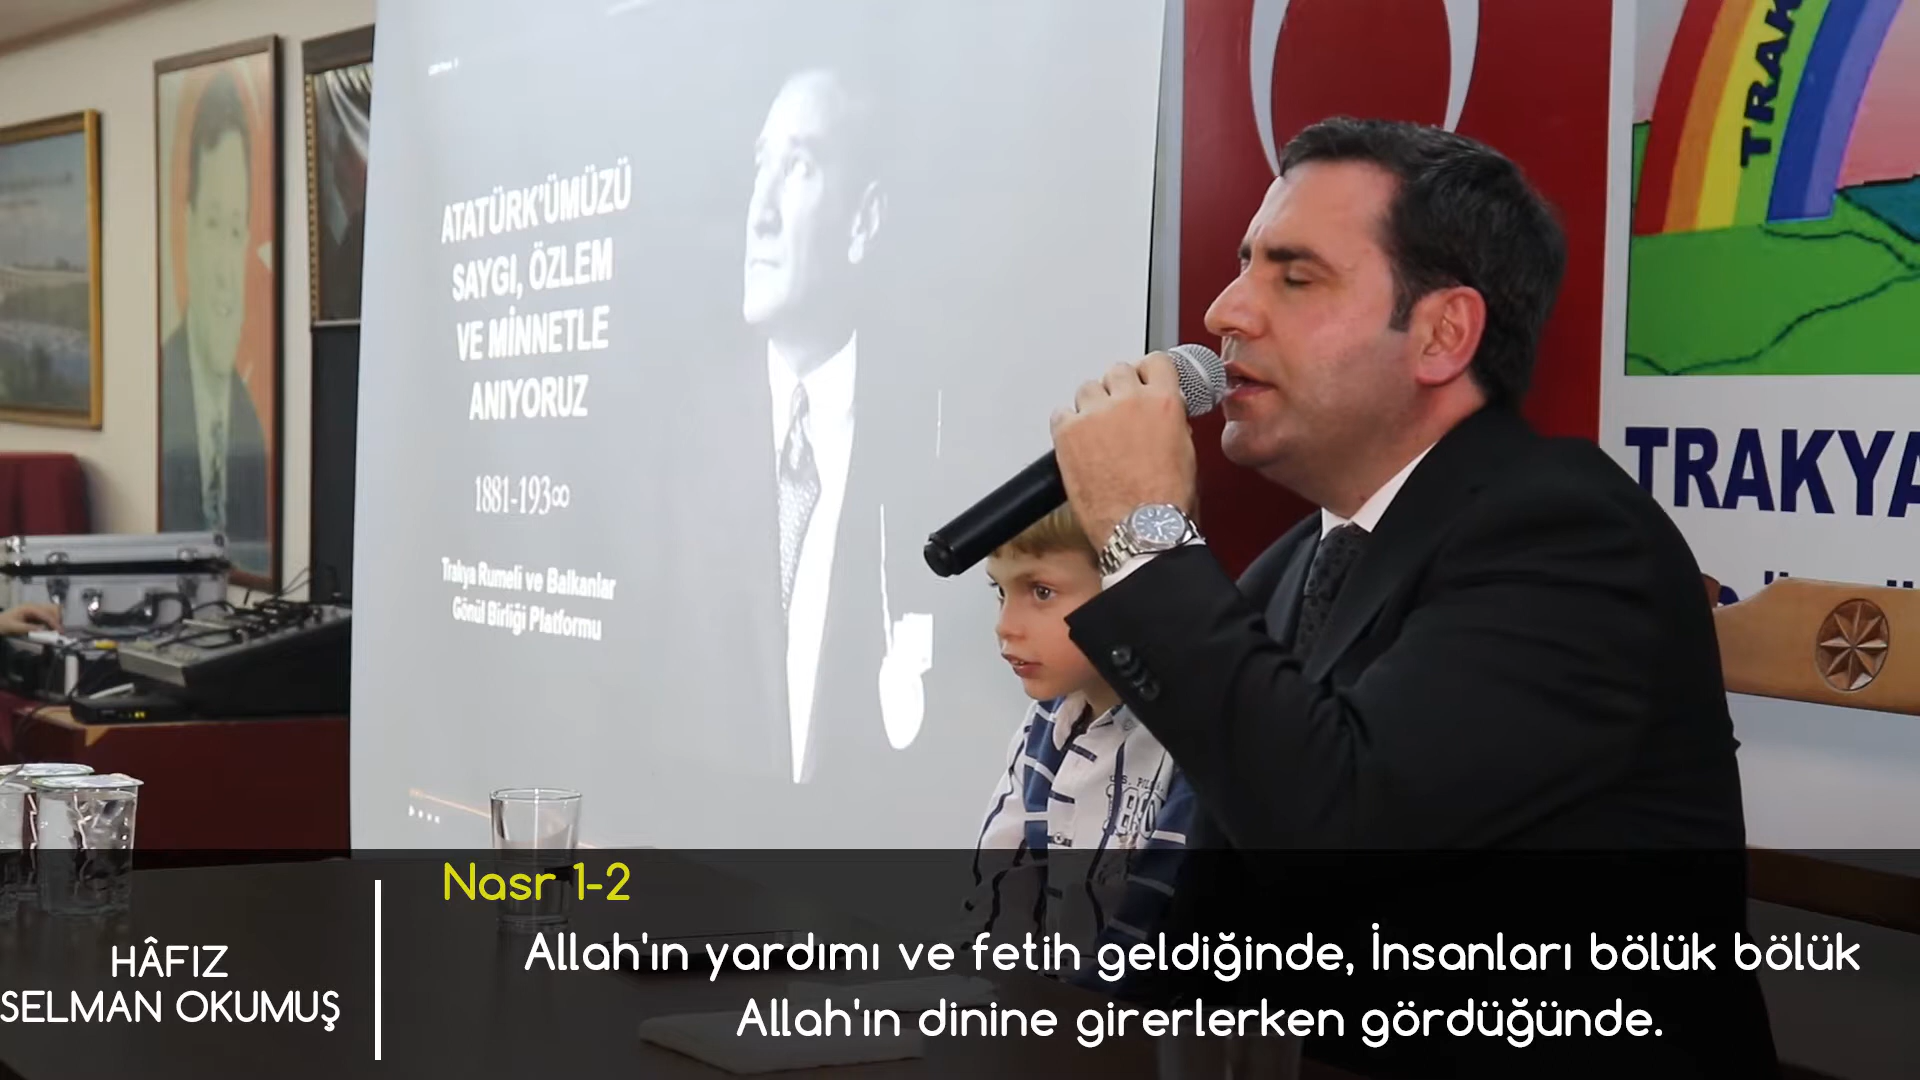 ATATÜRK'ÜMÜZÜ
SAYGI, ÖZLEM
VE MİNNETLE
ANIYORUZ
1881-193∞
Trakya Rumeli ve Balkanlar
Gönül Birliği Platformu
TRAK
TRAKYA
Nasr 1-2
HÂFIZ
SELMAN OKUMUŞ
Allah'ın yardımı ve fetih geldiğinde, İnsanları bölük bölük
Allah'ın dinine girerlerken gördüğünde.